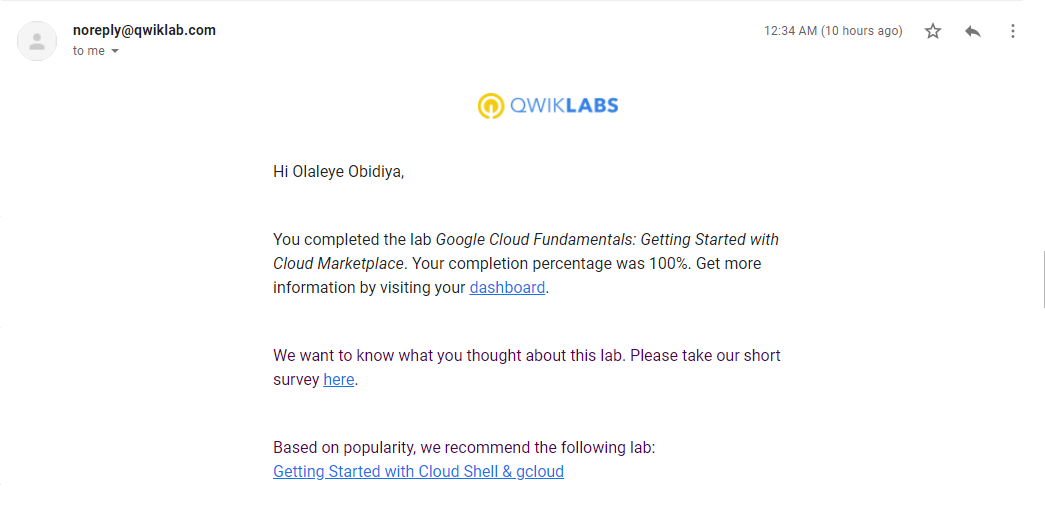 noreply@qwiklab.com
12:34 AM (10 hours ago)
to me
QWIKLABS
Hi Olaleye Obidiya,
You completed the lab Google Cloud Fundamentals: Getting Started with
Cloud Marketplace. Your completion percentage was 100%. Get more
information by visiting your dashboard.
We want to know what you thought about this lab. Please take our short
survey here.
Based on popularity, we recommend the following lab:
Getting Started with Cloud Shell & gcloud